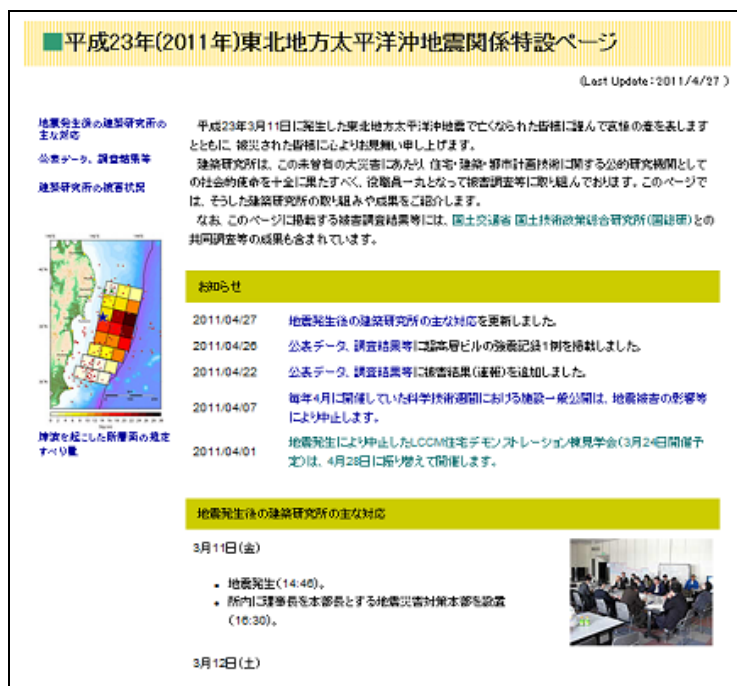 ■平成23年(2011年)東北地方太平洋沖地震関係特設ページ
(Last Update:2011/4/27 )
地震発生後の建築研究所の
主な対応
公表データ、調査結果等
建築研究所の被害状況
津波を起こした断層面の推定
すべり量
平成23年3月11日に発生した東北地方太平洋沖地震で亡くなられた皆様に謹んで哀悼の意を表します
とともに、被災された皆様に心よりお見舞い申し上げます。
建築研究所は、この未曾有の大災害にあたり、住宅・建築・都市計画技術に関する公的研究機関として
の社会的使命を十全に果たすべく、役職員一丸となって被害調査等に取り組んでおります。このページで
は、そうした建築研究所の取り組みや成果をご紹介します。
なお、このページに掲載する被害調査結果等には、国土交通省 国土技術政策総合研究所(国総研)との
共同調査等の成果も含まれています。
お知らせ
2011/04/27 地震発生後の建築研究所の主な対応を更新しました。
2011/04/26 公表データ、調査結果等に超高層ビルの強震記録1例を掲載しました。
2011/04/22 公表データ、調査結果等に被害結果(速報)を追加しました。
2011/04/07 毎年4月に開催していた科学技術週間における施設一般公開は、地震被害の影響等
により中止します。
2011/04/01 地震発生により中止したLCCM住宅デモンストレーション棟見学会(3月24日開催予
定)は、4月28日に振り替えて開催します。
地震発生後の建築研究所の主な対応
3月11日(金)
• 地震発生(14:46)。
• 所内に理事長を本部長とする地震災害対策本部を設置
(16:30)。
3月12日(土)